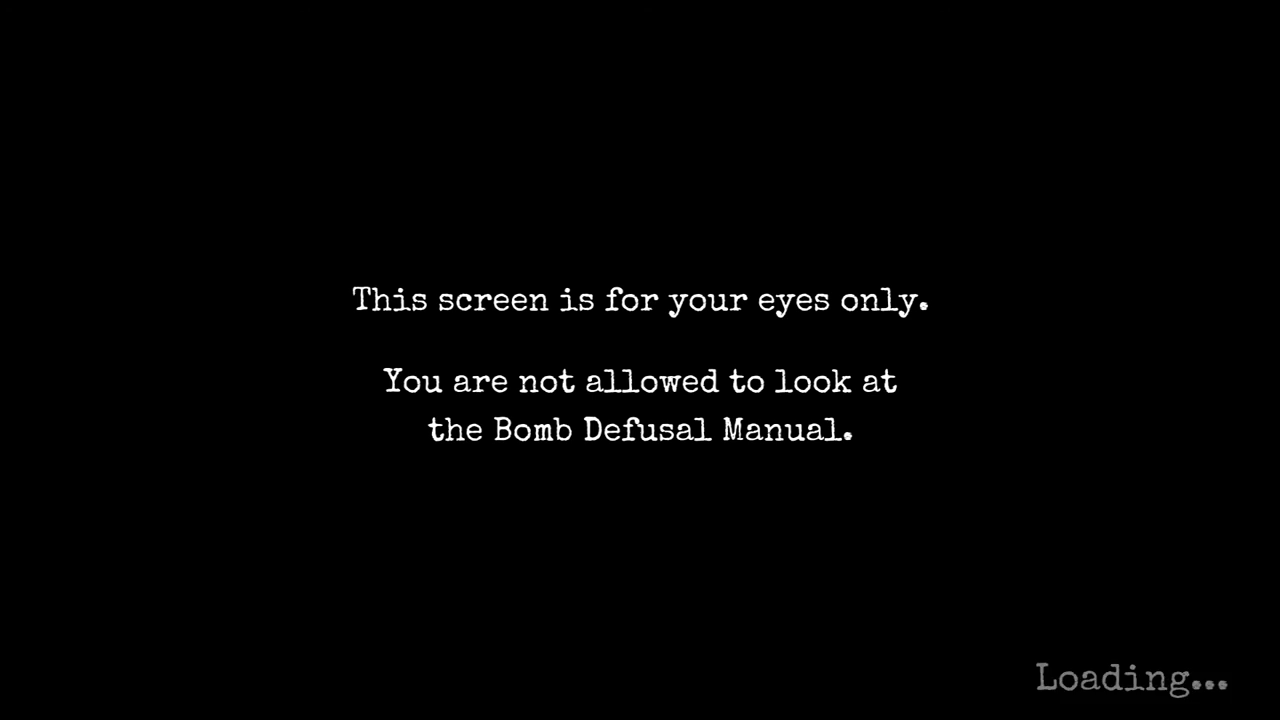 This screen is for your eyes only.
You are not allowed to look at
the Bomb Defusal Manual.
Loading...